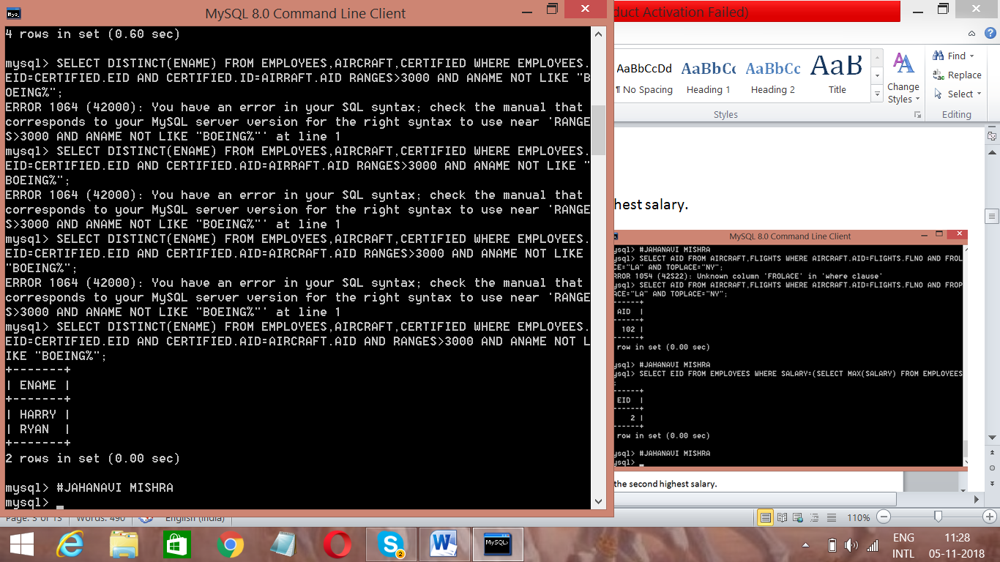 MySQL 8.0 Command Line Client
4 rows in set (0.60 sec)
mysql> SELECT DISTINCT(ENAME) FROM EMPLOYEES,AIRCRAFT,CERTIFIED WHERE EMPLOYEES.
EID=CERTIFIED.EID AND CERTIFIED.ID=AIRRAFT.AID RANGES>3000 AND ANAME NOT LIKE "B
OEING%";
ERROR 1064 (42000): You have an error in your SQL syntax; check the manual that
corresponds to your MySQL server version for the right syntax to use near 'RANGE
S>3000 AND ANAME NOT LIKE "BOEING%"' at line 1
mysql> SELECT DISTINCT(ENAME) FROM EMPLOYEES,AIRCRAFT,CERTIFIED WHERE EMPLOYEES.
EID=CERTIFIED.EID AND CERTIFIED.AID=AIRRAFT.AID RANGES>3000 AND ANAME NOT LIKE "
BOEING%";
ERROR 1064 (42000): You have an error in your SQL syntax; check the manual that
corresponds to your MySQL server version for the right syntax to use near 'RANGE
S>3000 AND ANAME NOT LIKE "BOEING%"' at line 1
mysql> SELECT DISTINCT(ENAME) FROM EMPLOYEES,AIRCRAFT,CERTIFIED WHERE EMPLOYEES.
EID=CERTIFIED.EID AND CERTIFIED.AID=AIRCRAFT.AID RANGES>3000 AND ANAME NOT LIKE
"BOEING%";
ERROR 1064 (42000): You have an error in your SQL syntax; check the manual that
corresponds to your MySQL server version for the right syntax to use near 'RANGE
S>3000 AND ANAME NOT LIKE "BOEING%"' at line 1
mysql> SELECT DISTINCT(ENAME) FROM EMPLOYEES,AIRCRAFT,CERTIFIED WHERE EMPLOYEES.
EID=CERTIFIED.EID AND CERTIFIED.AID=AIRCRAFT.AID AND RANGES>3000 AND ANAME NOT L
IKE "BOEING%";
+-------+
| ENAME |
+-------+
| HARRY |
| RYAN  |
+-------+
2 rows in set (0.00 sec)
mysql> #JAHANAVI MISHRA
mysql> _
duct Activation Failed)
AaBbCcDd AaBbCc AaBbCc AaB
¶ No Spacing Heading 1 Heading 2 Title
Change
Styles
Styles
Find
Replace
Select
Editing
hest salary.
MySQL 8.0 Command Line Client
ysql> #JAHANAVI MISHRA
ysql> SELECT AID FROM AIRCRAFT,FLIGHTS WHERE AIRCRAFT.AID=FLIGHTS.FLNO AND FROL
CE="LA" AND TOPLACE="NY";
RROR 1054 (42S22): Unknown column 'FROLACE' in 'where clause'
ysql> SELECT AID FROM AIRCRAFT,FLIGHTS WHERE AIRCRAFT.AID=FLIGHTS.FLNO AND FROP
ACE="LA" AND TOPLACE="NY";
------+
AID  |
------+
102 |
------+
row in set (0.00 sec)
ysql> #JAHANAVI MISHRA
ysql> SELECT EID FROM EMPLOYEES WHERE SALARY=(SELECT MAX(SALARY) FROM EMPLOYEES
;
------+
EID  |
------+
2 |
------+
row in set (0.00 sec)
ysql> #JAHANAVI MISHRA
ysql> _
the second highest salary.
Page: 3 of 13 Words: 490 English (India)
110%
MySQL>
2
ENG
INTL
11:28
05-11-2018